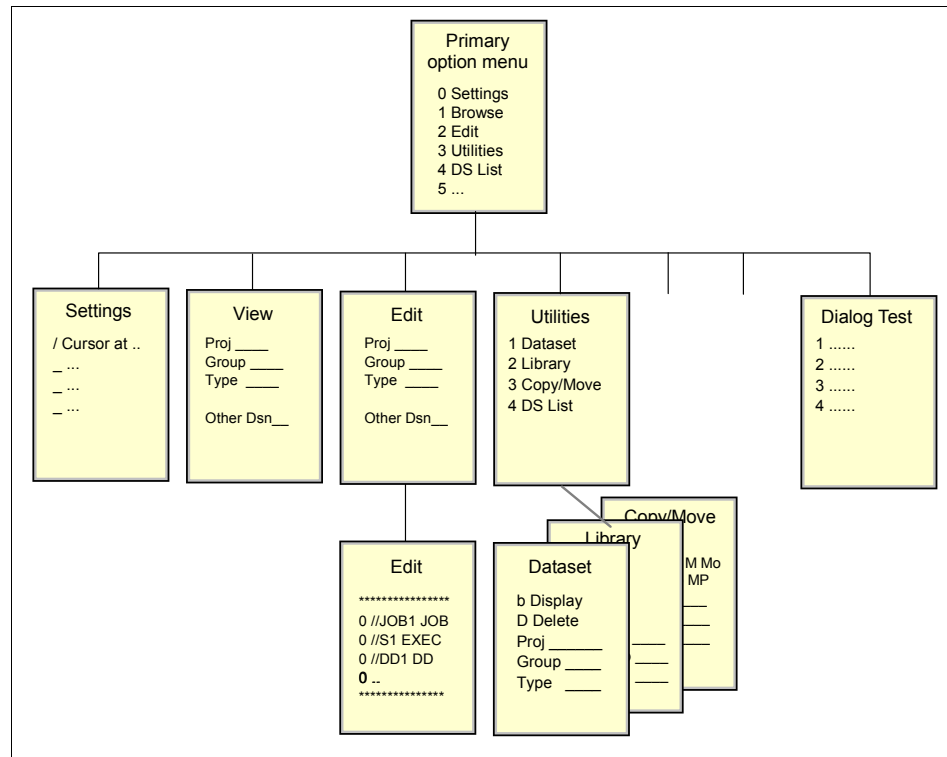 Primary
option menu
0 Settings
1 Browse
2 Edit
3 Utilities
4 DS List
5 ...
Settings
/ Cursor at ..
_ ...
_ ...
_ ...
View
Proj ____
Group ____
Type ____
Other Dsn__
Edit
Proj ____
Group ____
Type ____
Other Dsn__
Utilities
1 Dataset
2 Library
3 Copy/Move
4 DS List
Dialog Test
1 ......
2 ......
3 ......
4 ......
Edit
****************
0 //JOB1 JOB
0 //S1 EXEC
0 //DD1 DD
0 ..
***************
Dataset
b Display
D Delete
Proj ______
Group ____
Type ____
Library
Copy/Move
M Mo
MP